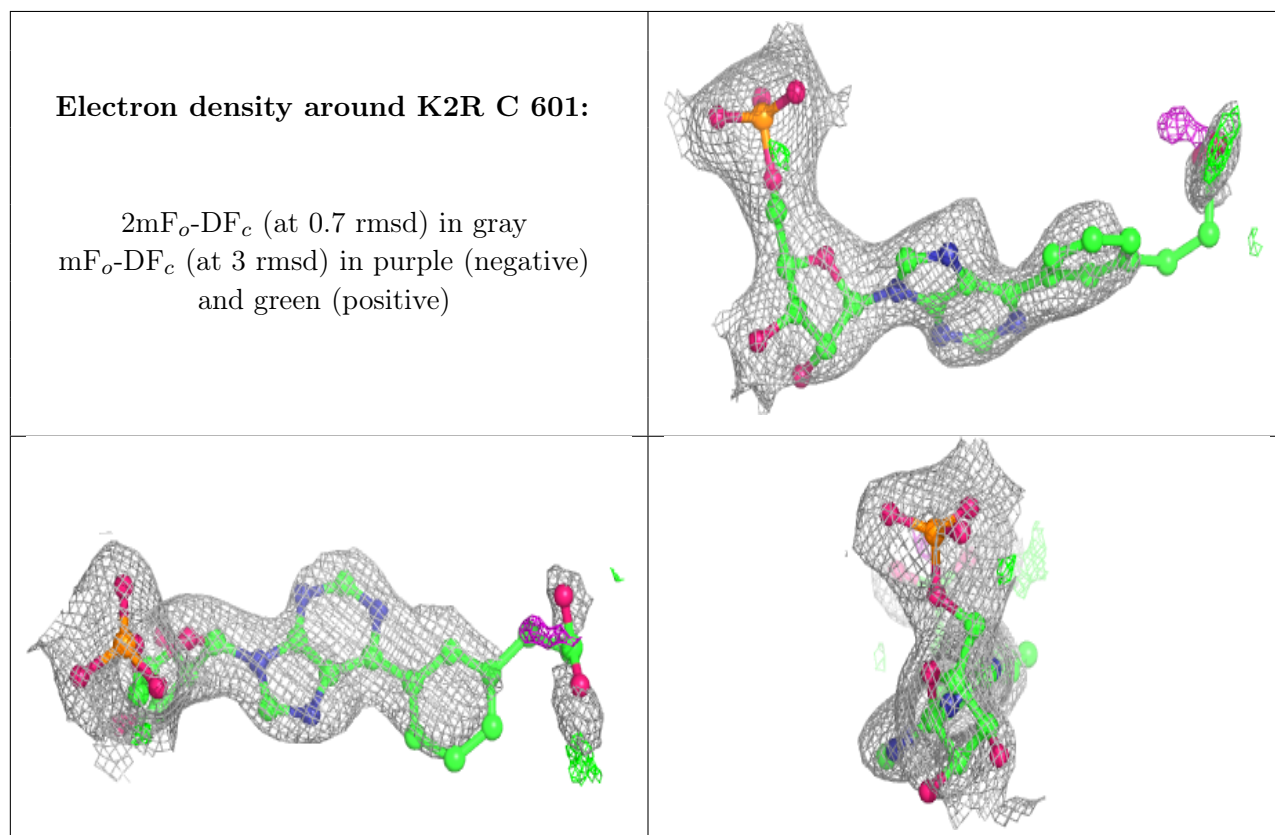 Electron density around K2R C 601:
2mFo-DFc (at 0.7 rmsd) in gray
mFo-DFc (at 3 rmsd) in purple (negative)
and green (positive)